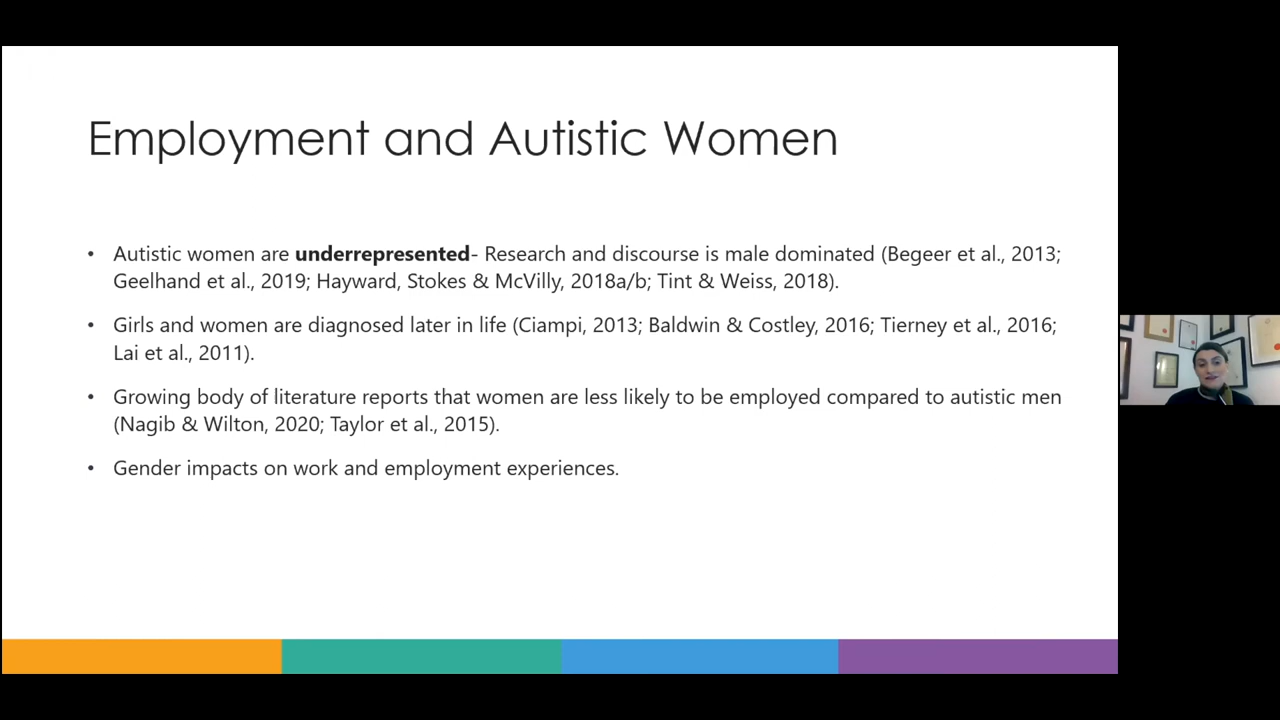 Employment and Autistic Women
• Autistic women are underrepresented- Research and discourse is male dominated (Begeer et al., 2013;
Geelhand et al., 2019; Hayward, Stokes & McVilly, 2018a/b; Tint & Weiss, 2018).
• Girls and women are diagnosed later in life (Ciampi, 2013; Baldwin & Costley, 2016; Tierney et al., 2016;
Lai et al., 2011).
• Growing body of literature reports that women are less likely to be employed compared to autistic men
(Nagib & Wilton, 2020; Taylor et al., 2015).
• Gender impacts on work and employment experiences.